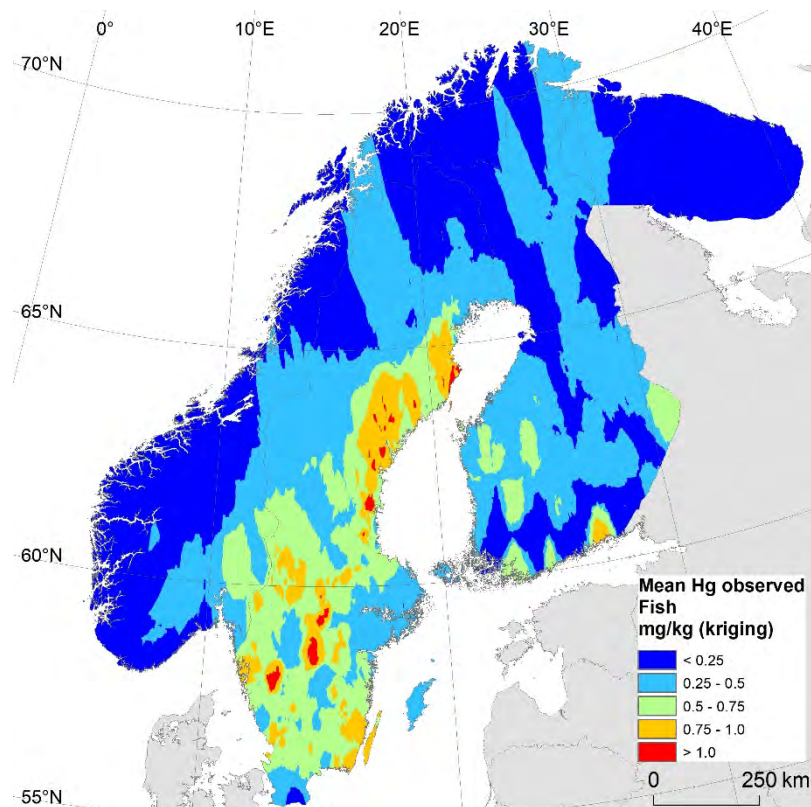 0°
10°E
20°E
30°E
40°E
70°N
65°N
60°N
55°N
Mean Hg observed
Fish
mg/kg (kriging)
< 0.25
0.25 - 0.5
0.5 - 0.75
0.75 - 1.0
> 1.0
0 250 km